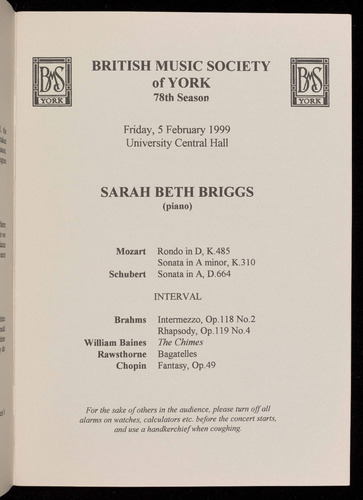 BMS
YORK
BRITISH MUSIC SOCIETY
of YORK
78th Season
BMS
YORK
Friday, 5 February 1999
University Central Hall
SARAH BETH BRIGGS
(piano)
Mozart Rondo in D, K.485
Sonata in A minor, K.310
Schubert Sonata in A, D.664
INTERVAL
Brahms Intermezzo, Op.118 No.2
Rhapsody, Op.119 No.4
William Baines The Chimes
Rawsthorne Bagatelles
Chopin Fantasy, Op.49
For the sake of others in the audience, please turn off all
alarms on watches, calculators etc. before the concert starts,
and use a handkerchief when coughing.